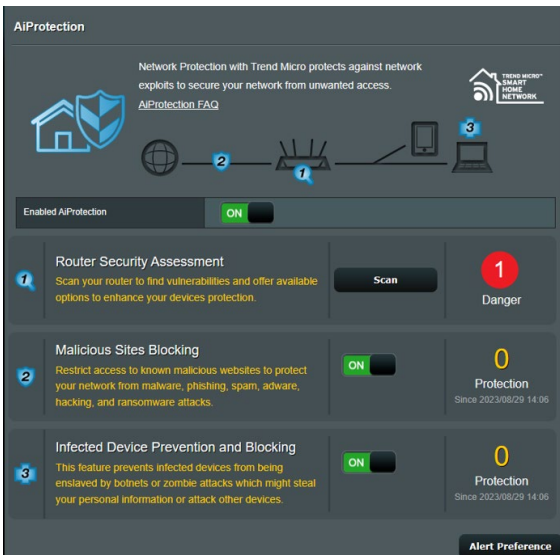 AiProtection
Network Protection with Trend Micro protects against network
exploits to secure your network from unwanted access.
AiProtection FAQ
TREND MICRO™
SMART
HOME
NETWORK
3
2
1
Enabled AiProtection
ON
1
Router Security Assessment
Scan your router to find vulnerabilities and offer available
options to enhance your devices protection.
Scan
1
Danger
2
Malicious Sites Blocking
Restrict access to known malicious websites to protect
your network from malware, phishing, spam, adware,
hacking, and ransomware attacks.
ON
0
Protection
Since 2023/08/29 14:06
3
Infected Device Prevention and Blocking
This feature prevents infected devices from being
enslaved by botnets or zombie attacks which might steal
your personal information or attack other devices.
ON
0
Protection
Since 2023/08/29 14:06
Alert Preference